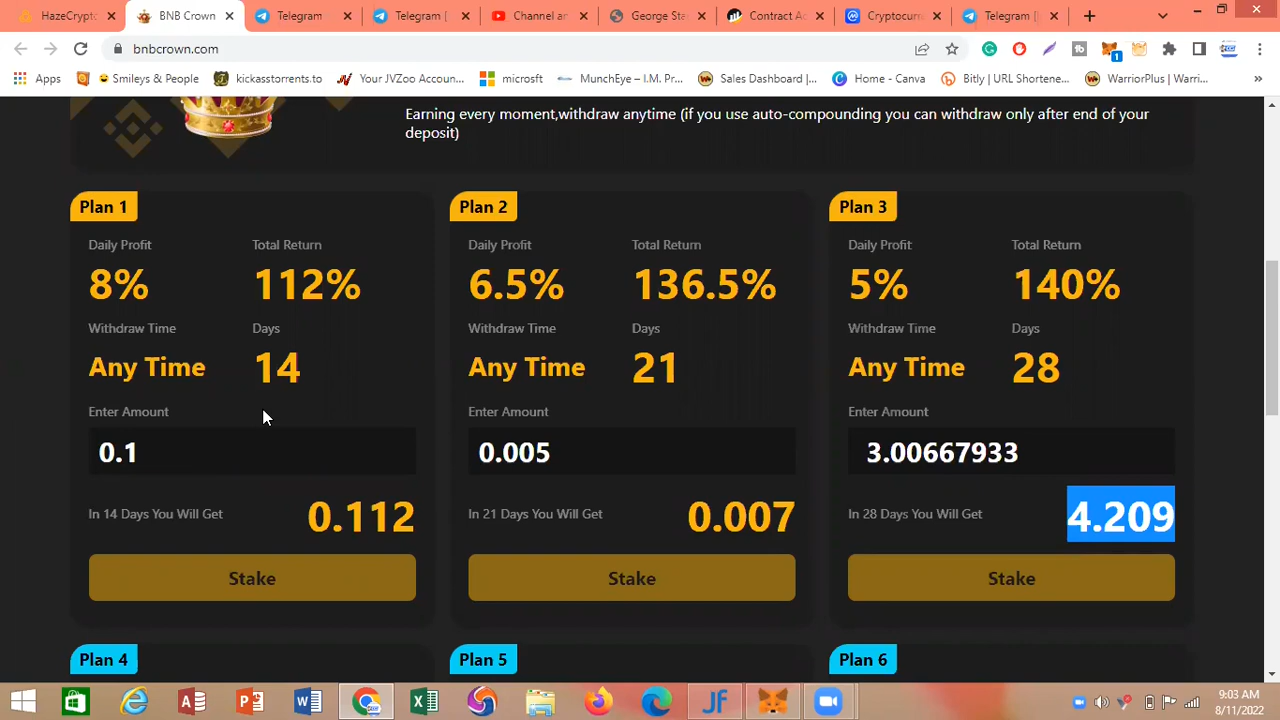 HazeCrypto
BNB Crown
Telegram
Telegram [
Channel an
George Sta
Contract A
Cryptocurr
Telegram [
bnbcrown.com
1
Apps
Smileys & People
kickasstorrents.to
Your JVZoo Accoun...
microsft
MunchEye – I.M. Pr...
Sales Dashboard |...
Home - Canva
Bitly | URL Shortene...
WarriorPlus | Warri...
Earning every moment,withdraw anytime (if you use auto-compounding you can withdraw only after end of your
deposit)
Plan 1
Daily Profit
Total Return
8%
112%
Withdraw Time
Days
Any Time
14
Enter Amount
0.1
In 14 Days You Will Get
0.112
Stake
Plan 2
Daily Profit
Total Return
6.5%
136.5%
Withdraw Time
Days
Any Time
21
Enter Amount
0.005
In 21 Days You Will Get
0.007
Stake
Plan 3
Daily Profit
Total Return
5%
140%
Withdraw Time
Days
Any Time
28
Enter Amount
3.00667933
In 28 Days You Will Get
4.209
Stake
Plan 4
Plan 5
Plan 6
9:03 AM
8/11/2022